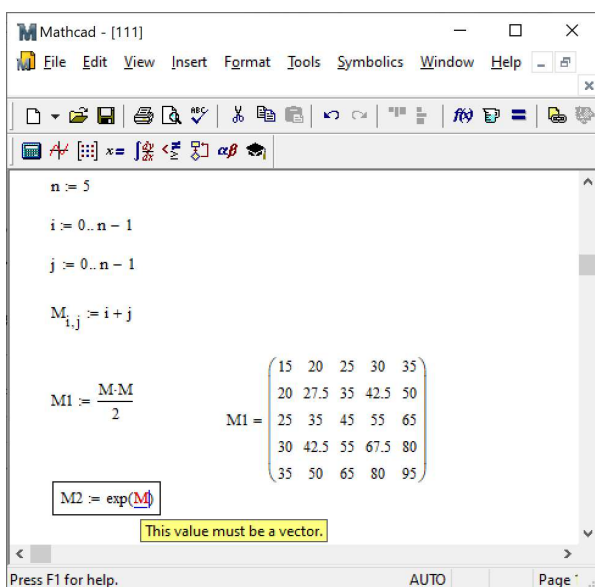 Mathcad - [111]
File Edit View Insert Format Tools Symbolics Window Help
n := 5
i := 0.. n − 1
j := 0.. n − 1
M i,j := i + j
M1 := M·M / 2
M1 =
15 20 25 30 35
20 27.5 35 42.5 50
25 35 45 55 65
30 42.5 55 67.5 80
35 50 65 80 95
M2 := exp(M)
This value must be a vector.
Press F1 for help. AUTO Page